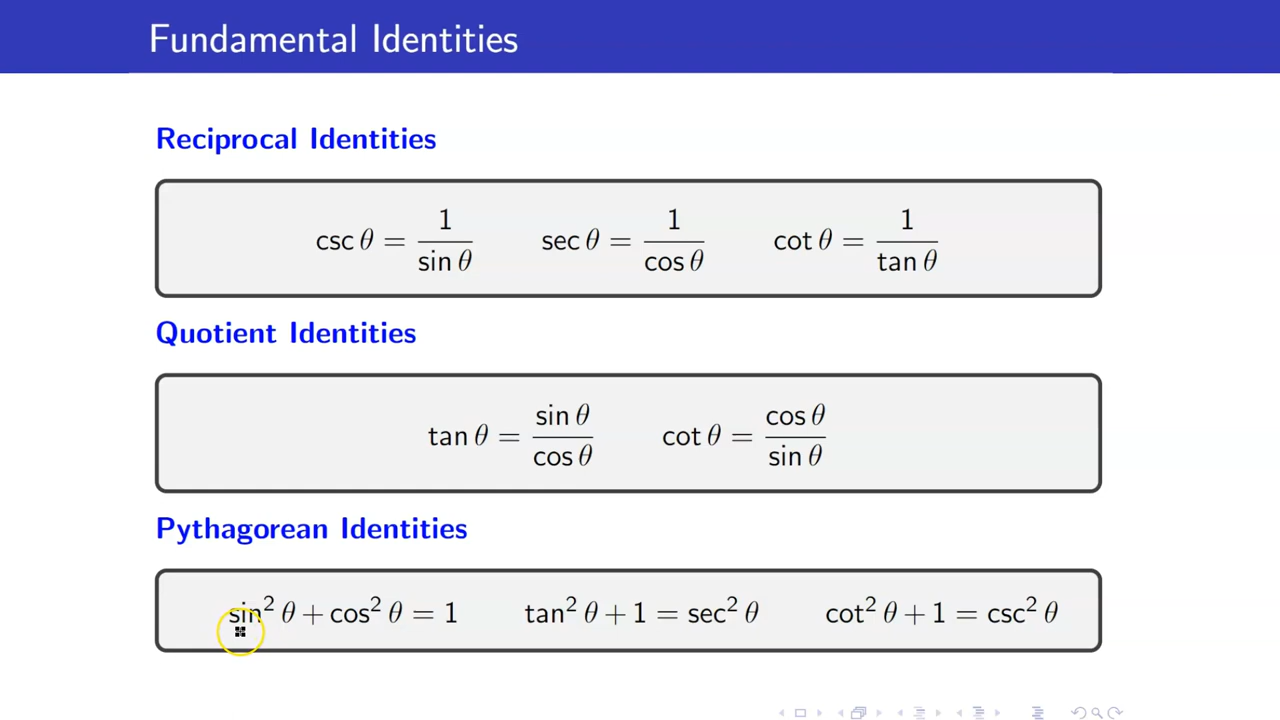 Fundamental Identities
Reciprocal Identities
csc θ = 1/sin θ   sec θ = 1/cos θ   cot θ = 1/tan θ
Quotient Identities
tan θ = sin θ/cos θ   cot θ = cos θ/sin θ
Pythagorean Identities
sin² θ + cos² θ = 1   tan² θ + 1 = sec² θ   cot² θ + 1 = csc² θ